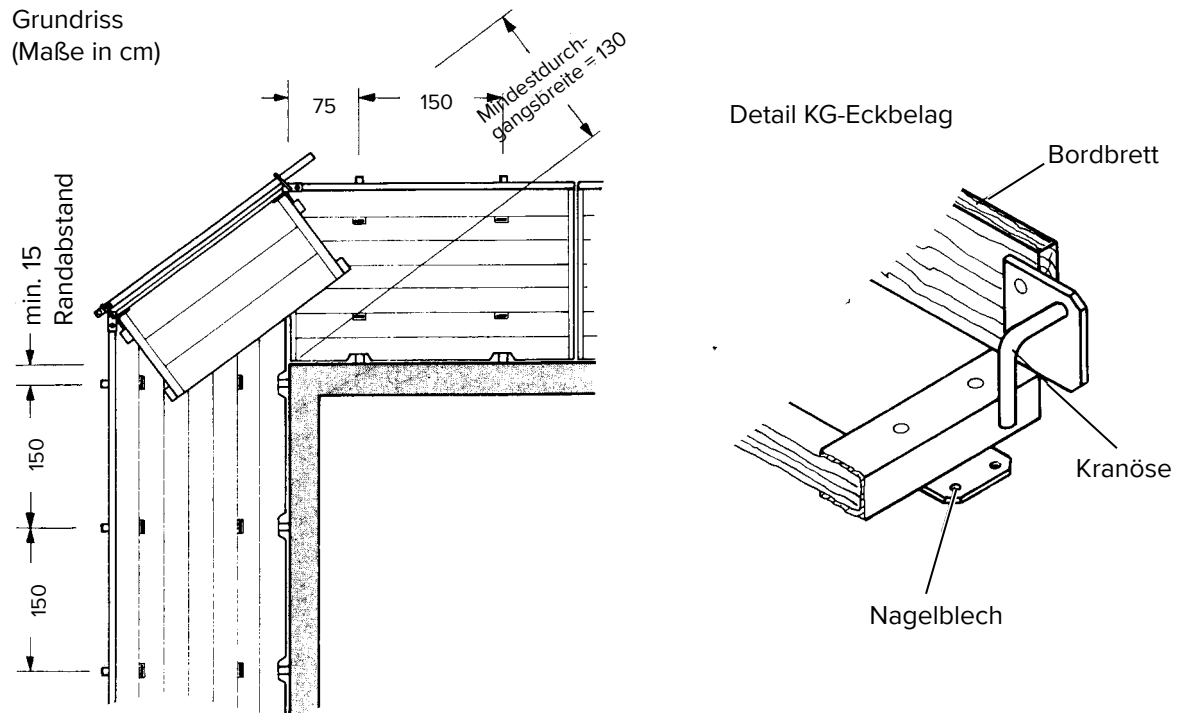 Grundriss
(Maße in cm)
75
150
Mindestdurch-
gangsbreite = 130
min. 15
Randabstand
150
150
Detail KG-Eckbelag
Bordbrett
Kranöse
Nagelblech